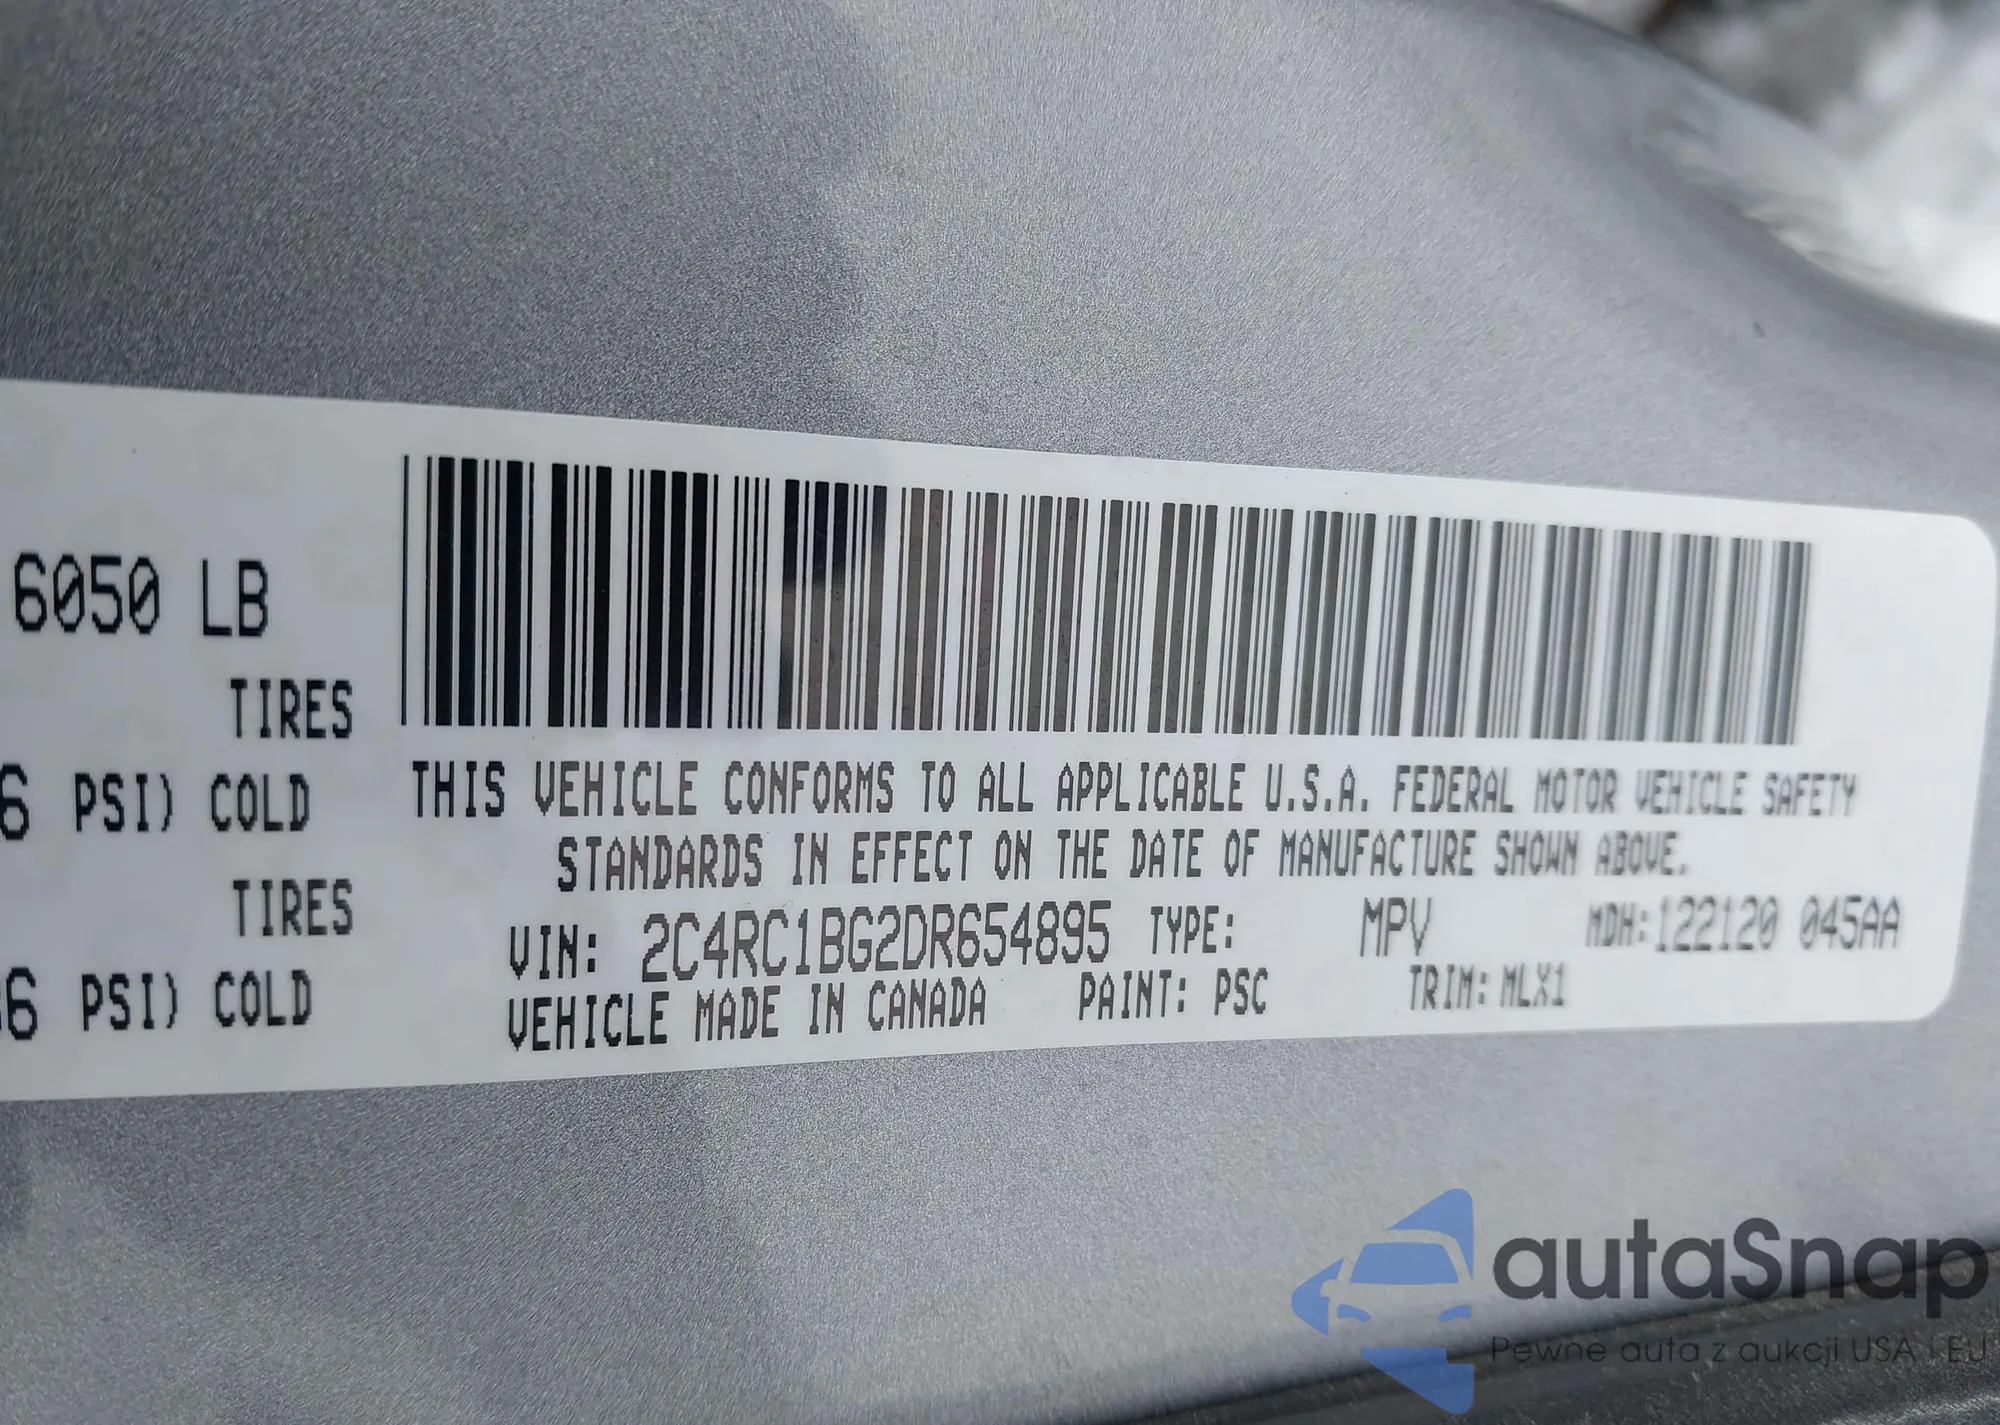 6050 LB
TIRES
6 PSI) COLD
TIRES
36 PSI) COLD
THIS VEHICLE CONFORMS TO ALL APPLICABLE U.S.A. FEDERAL MOTOR VEHICLE SAFETY
STANDARDS IN EFFECT ON THE DATE OF MANUFACTURE SHOWN ABOVE.
VIN: 2C4RC1BG2DR654895 TYPE: MPV MDH:122120 045AA
VEHICLE MADE IN CANADA PAINT: PSC TRIM: MLX1
autaSnap
Pewne auta z aukcji USA i EU